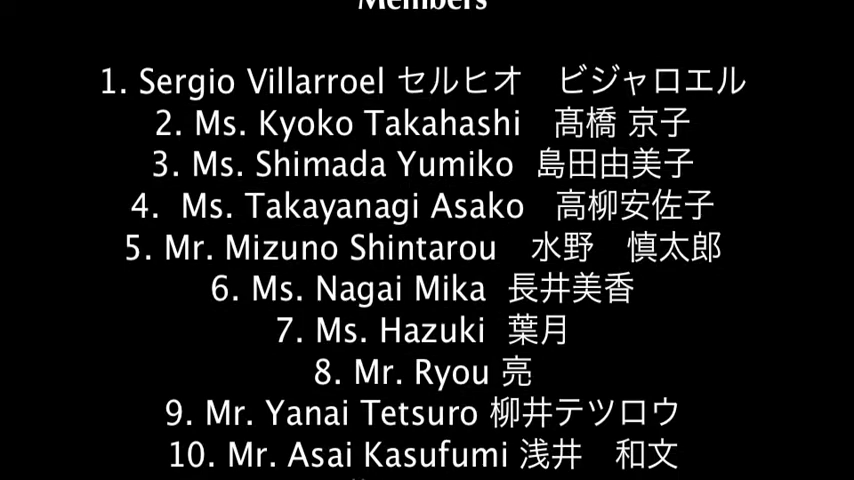 Members
1. Sergio Villarroel セルヒオ　ビジャロエル
2. Ms. Kyoko Takahashi　髙橋 京子
3. Ms. Shimada Yumiko 島田由美子
4.  Ms. Takayanagi Asako　高柳安佐子
5. Mr. Mizuno Shintarou　水野　慎太郎
6. Ms. Nagai Mika 長井美香
7. Ms. Hazuki 葉月
8. Mr. Ryou 亮
9. Mr. Yanai Tetsuro 柳井テツロウ
10. Mr. Asai Kasufumi 浅井　和文